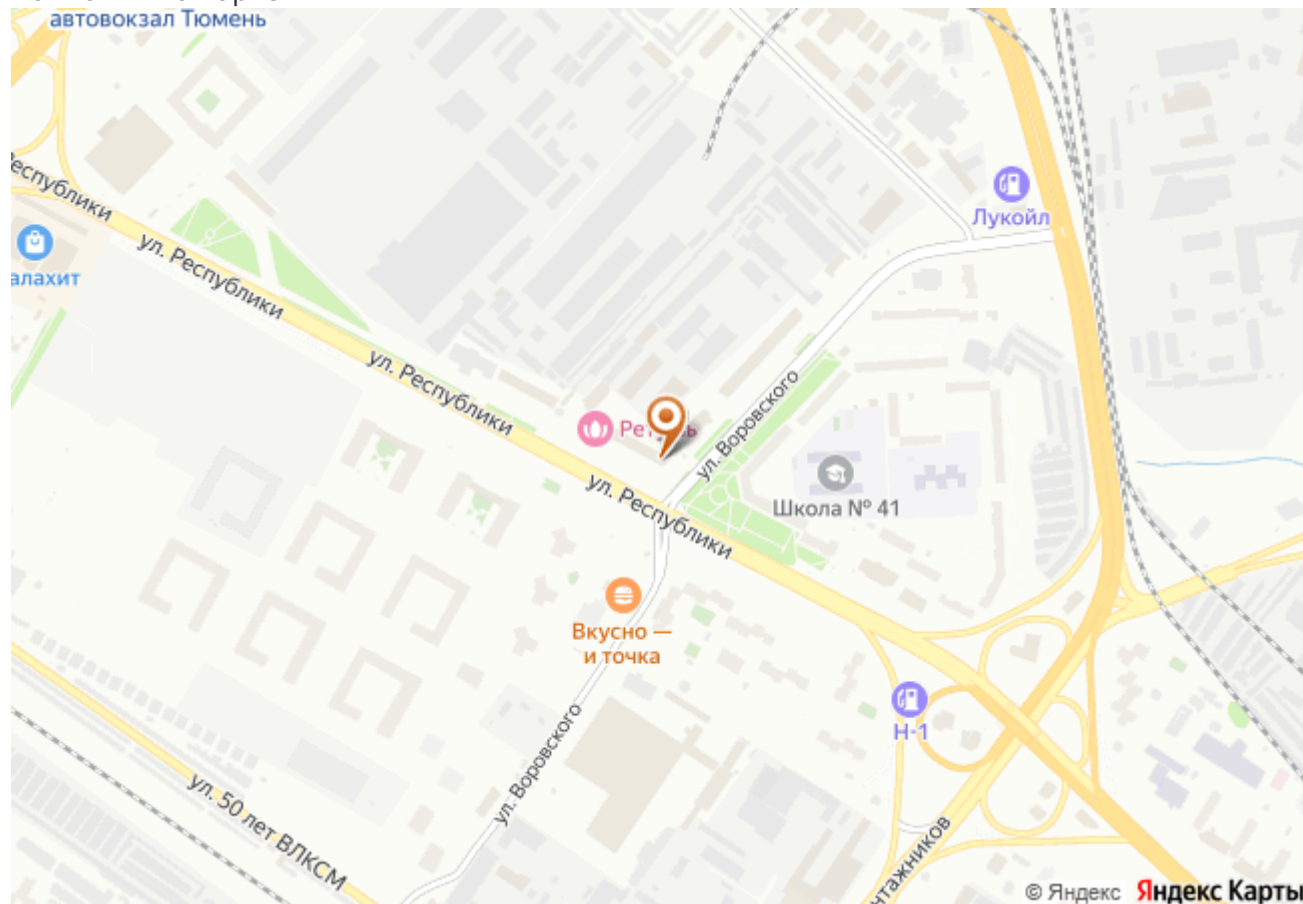 автовокзал Тюмень
Республики
ул. Республики
Лукойл
алахит
ул. Республики
ул. Воровского
ул. Республики
Школа № 41
Вкусно —
и точка
Н-1
ул. Воровского
ул. 50 лет ВЛКСМ
нтажников
© Яндекс Яндекс Карты